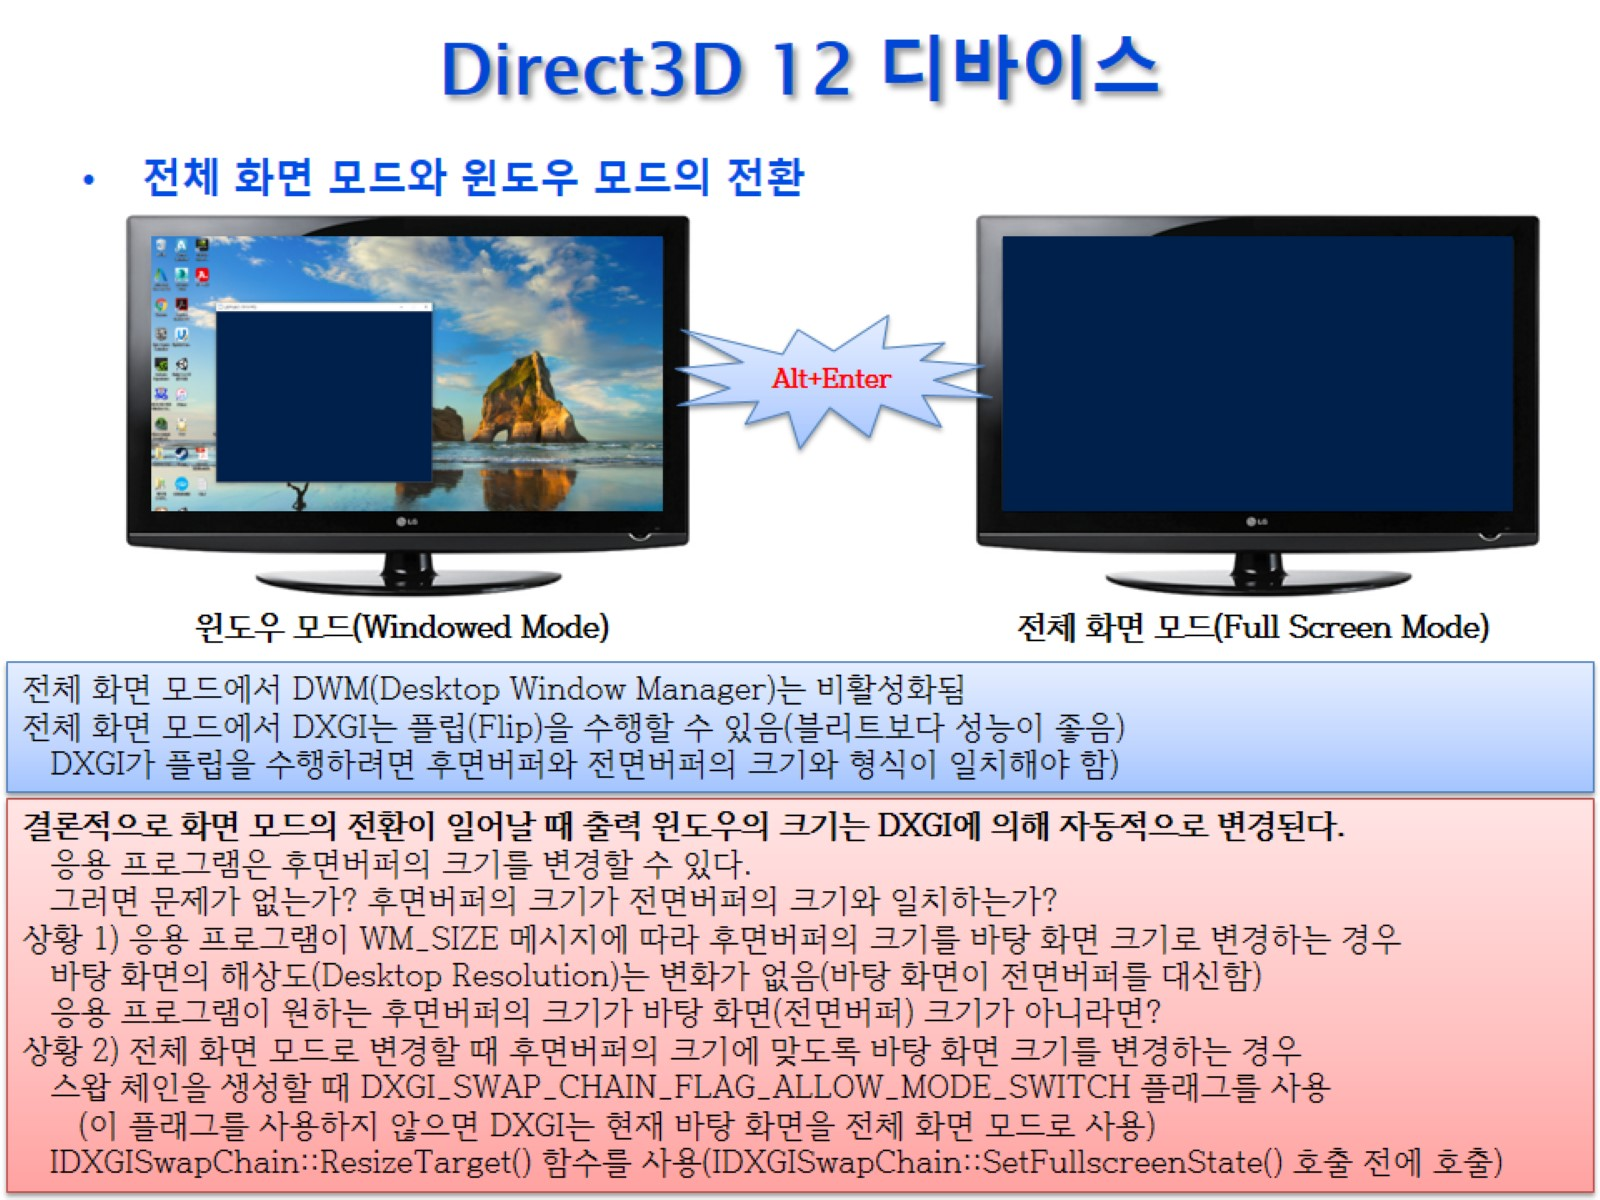 Direct3D 12 디바이스
• 전체 화면 모드와 윈도우 모드의 전환
Alt+Enter
LG
LG
윈도우 모드(Windowed Mode)
전체 화면 모드(Full Screen Mode)
전체 화면 모드에서 DWM(Desktop Window Manager)는 비활성화됨
전체 화면 모드에서 DXGI는 플립(Flip)을 수행할 수 있음(블리트보다 성능이 좋음)
DXGI가 플립을 수행하려면 후면버퍼와 전면버퍼의 크기와 형식이 일치해야 함)
결론적으로 화면 모드의 전환이 일어날 때 출력 윈도우의 크기는 DXGI에 의해 자동적으로 변경된다.
응용 프로그램은 후면버퍼의 크기를 변경할 수 있다.
그러면 문제가 없는가? 후면버퍼의 크기가 전면버퍼의 크기와 일치하는가?
상황 1) 응용 프로그램이 WM_SIZE 메시지에 따라 후면버퍼의 크기를 바탕 화면 크기로 변경하는 경우
바탕 화면의 해상도(Desktop Resolution)는 변화가 없음(바탕 화면이 전면버퍼를 대신함)
응용 프로그램이 원하는 후면버퍼의 크기가 바탕 화면(전면버퍼) 크기가 아니라면?
상황 2) 전체 화면 모드로 변경할 때 후면버퍼의 크기에 맞도록 바탕 화면 크기를 변경하는 경우
스왑 체인을 생성할 때 DXGI_SWAP_CHAIN_FLAG_ALLOW_MODE_SWITCH 플래그를 사용
(이 플래그를 사용하지 않으면 DXGI는 현재 바탕 화면을 전체 화면 모드로 사용)
IDXGISwapChain::ResizeTarget() 함수를 사용(IDXGISwapChain::SetFullscreenState() 호출 전에 호출)